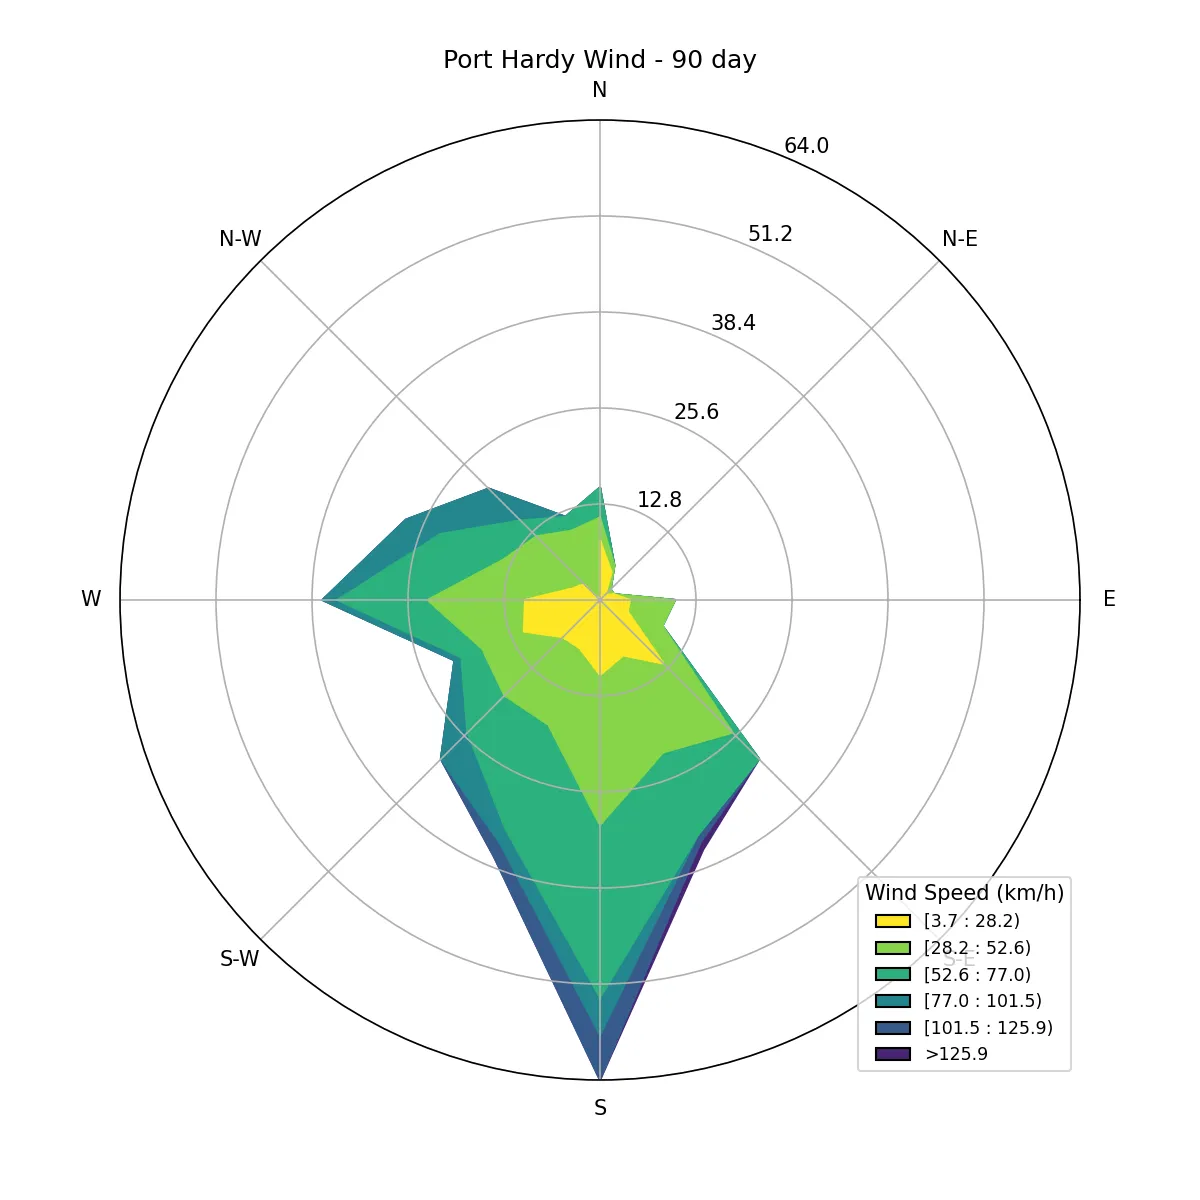 Port Hardy Wind - 90 day
N
64.0
N-W
N-E
51.2
38.4
25.6
12.8
W
E
S-W
S-E
S
Wind Speed (km/h)
[3.7 : 28.2)
[28.2 : 52.6)
[52.6 : 77.0)
[77.0 : 101.5)
[101.5 : 125.9)
>125.9